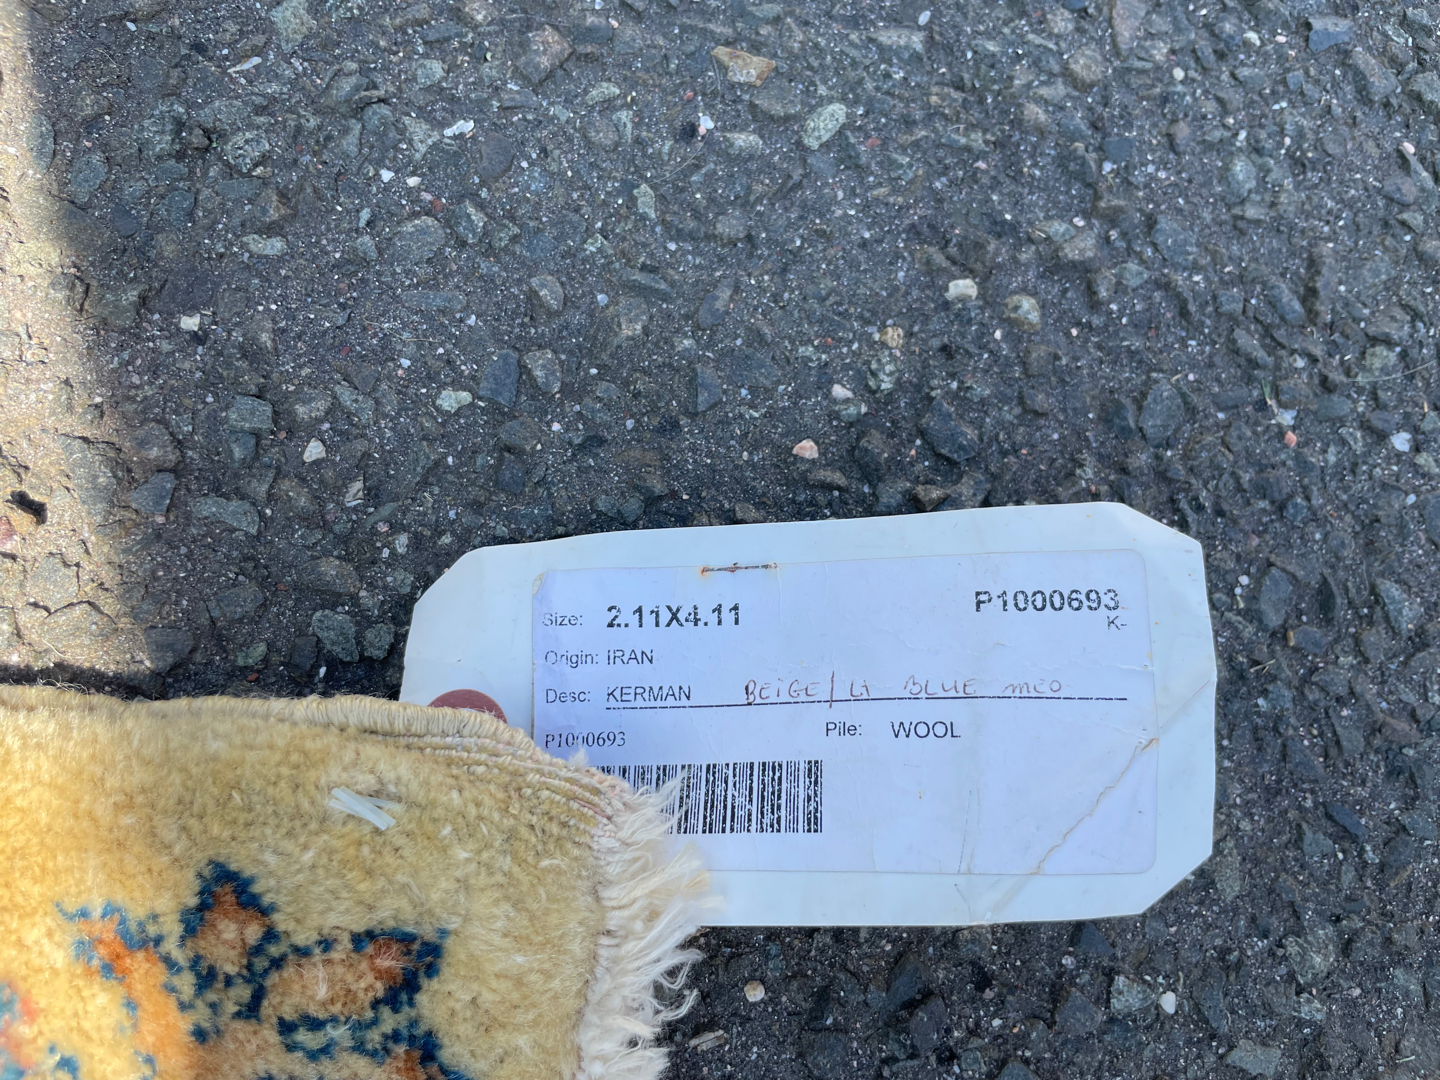 Size: 2.11X4.11 P1000693
K-
Origin: IRAN
Desc: KERMAN BEIGE/ Lt BLUE MED
Pile: WOOL
P1000693